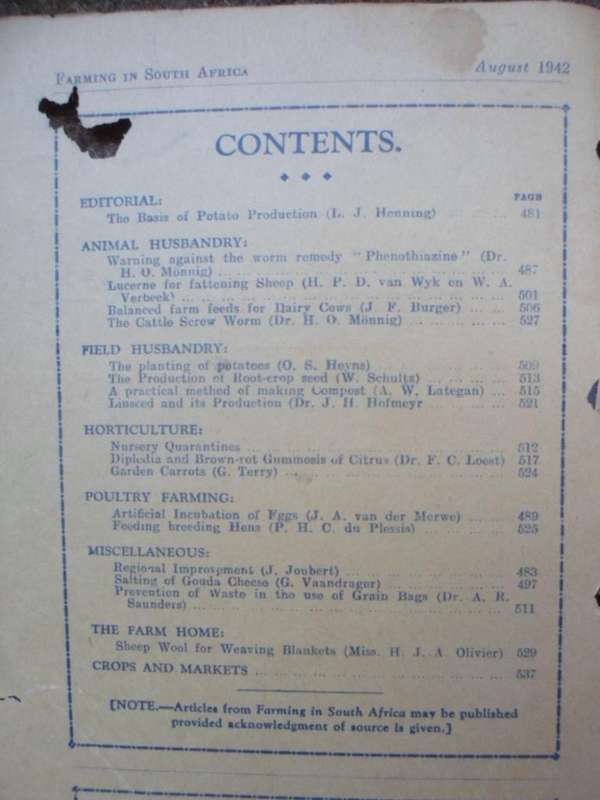 FARMING IN SOUTH AFRICA August 1942
CONTENTS.
EDITORIAL: PAGE
The Basis of Potato Production (L. J. Henning) ... ... ... 481
ANIMAL HUSBANDRY:
Warning against the worm remedy "Phenothiazine" (Dr.
H. O. Mönnig) ... ... ... 487
Lucerne for fattening Sheep (H. P. D. van Wyk en W. A.
Verbeek) ... ... ... 501
Balanced farm feeds for Dairy Cows (J. F. Burger) ... ... 506
The Cattle Screw Worm (Dr. H. O. Mönnig) ... ... ... 527
FIELD HUSBANDRY:
The planting of potatoes (O. S. Heyns) ... ... ... 509
The Production of Root-crop seed (W. Schultz) ... ... ... 513
A practical method of making Compost (A. W. Lategan) ... 515
Linseed and its Production (Dr. J. H. Hofmeyr ... ... ... 521
HORTICULTURE:
Nursery Quarantines ... ... ... 512
Diplodia and Brown-rot Gummosis of Citrus (Dr. F. C. Loest) 517
Garden Carrots (G. Terry) ... ... ... 524
POULTRY FARMING:
Artificial Incubation of Eggs (J. A. van der Merwe) ... ... 489
Feeding breeding Hens (P. H. C. du Plessis) ... ... ... 525
MISCELLANEOUS:
Regional Improvement (J. Joubert) ... ... ... 483
Salting of Gouda Cheese (G. Vaandrager) ... ... ... 497
Prevention of Waste in the use of Grain Bags (Dr. A. R.
Saunders) ... ... ... 511
THE FARM HOME:
Sheep Wool for Weaving Blankets (Miss. H. J. A. Olivier) 529
CROPS AND MARKETS ... ... ... 537
[NOTE.—Articles from Farming in South Africa may be published
provided acknowledgment of source is given.]